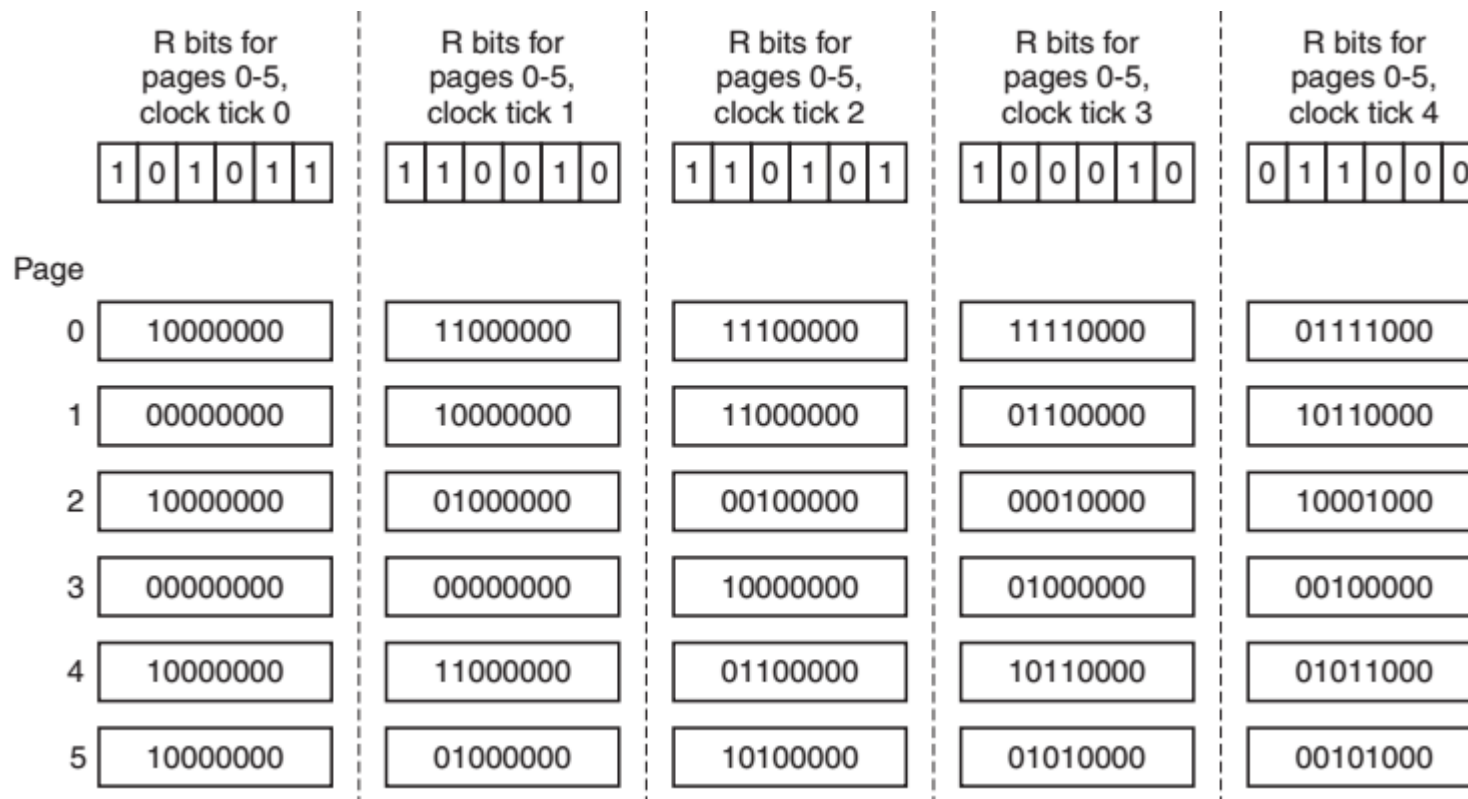 R bits for pages 0-5, clock tick 0
R bits for pages 0-5, clock tick 1
R bits for pages 0-5, clock tick 2
R bits for pages 0-5, clock tick 3
R bits for pages 0-5, clock tick 4
1 0 1 0 1 1
1 1 0 0 1 0
1 1 0 1 0 1
1 0 0 0 1 0
0 1 1 0 0 0
Page
0 10000000 11000000 11100000 11110000 01111000
1 00000000 10000000 11000000 01100000 10110000
2 10000000 01000000 00100000 00010000 10001000
3 00000000 00000000 10000000 01000000 00100000
4 10000000 11000000 01100000 10110000 01011000
5 10000000 01000000 10100000 01010000 00101000